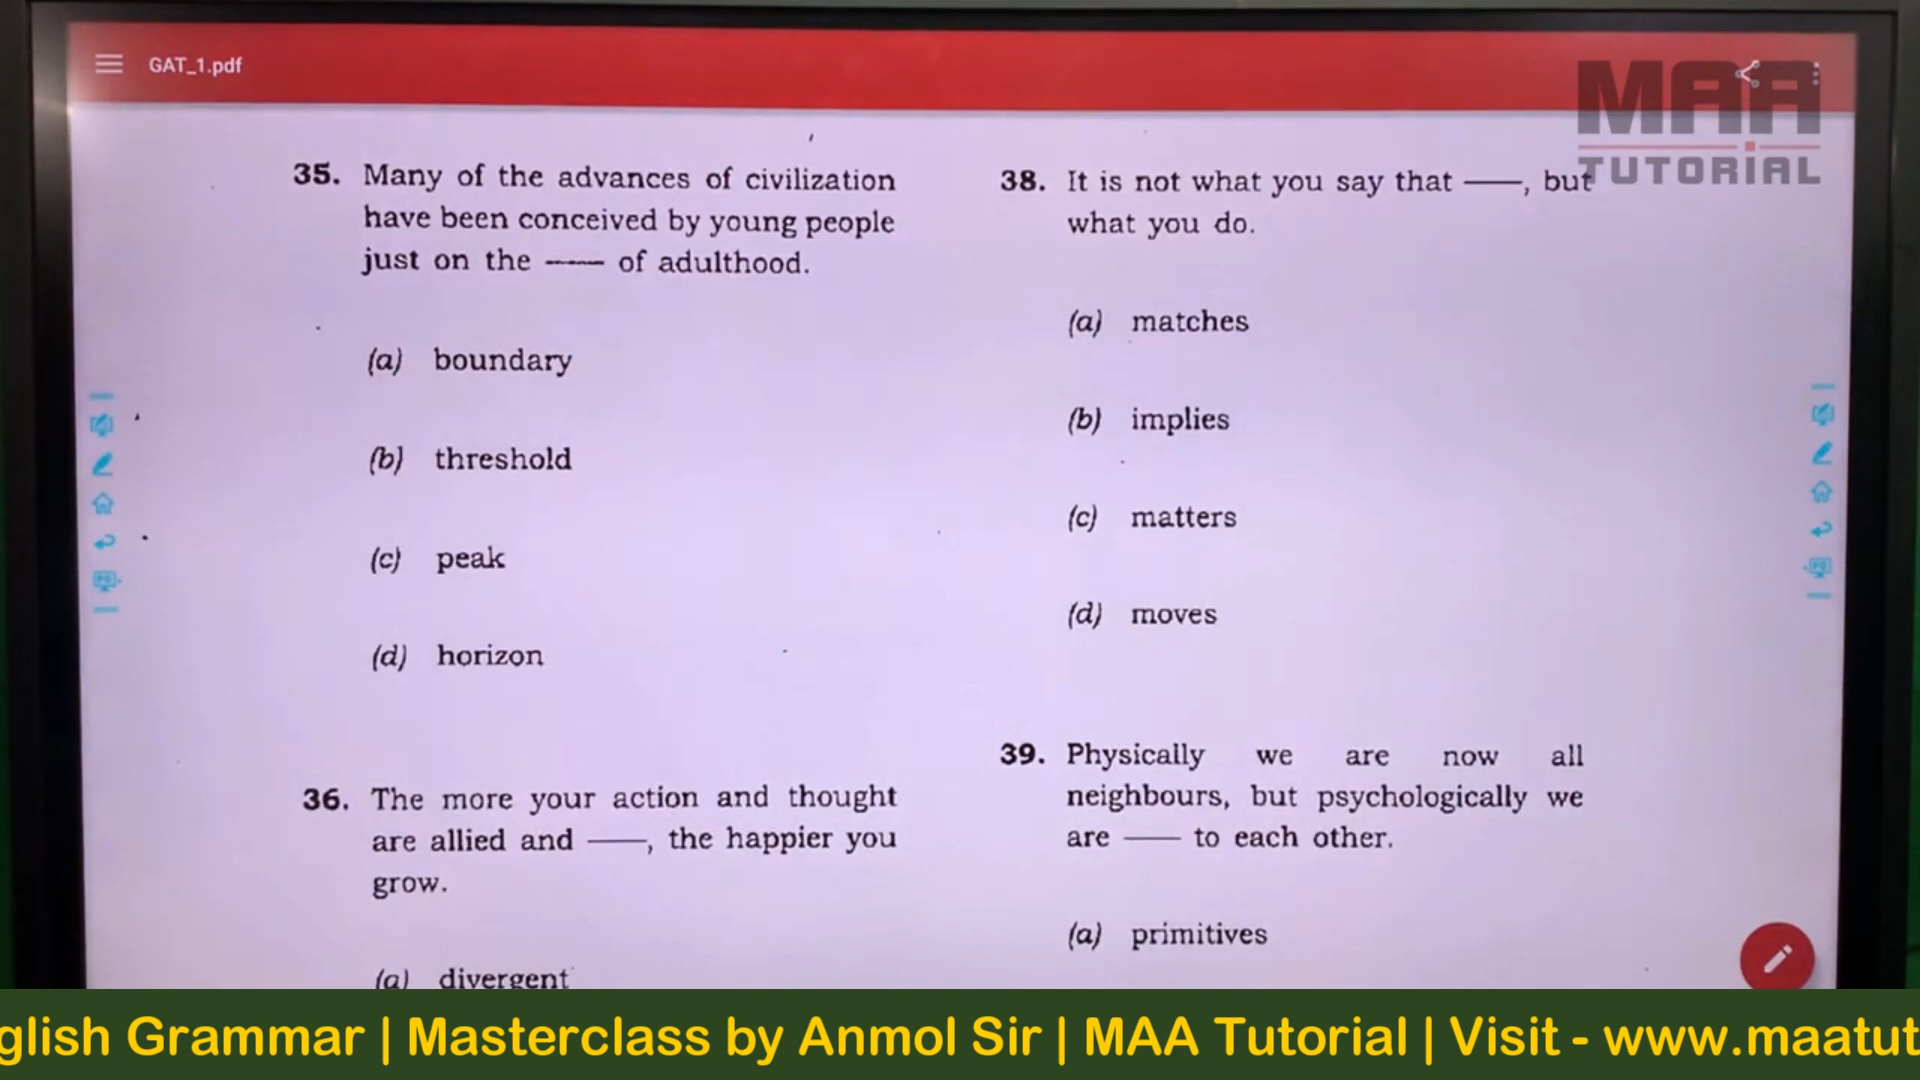 GAT_1.pdf
MAA
TUTORiAL
35. Many of the advances of civilization
have been conceived by young people
just on the —— of adulthood.
(a) boundary
(b) threshold
(c) peak
(d) horizon
36. The more your action and thought
are allied and ——, the happier you
grow.
(a) divergent
38. It is not what you say that ——, but
what you do.
(a) matches
(b) implies
(c) matters
(d) moves
39. Physically we are now all
neighbours, but psychologically we
are —— to each other.
(a) primitives
glish Grammar | Masterclass by Anmol Sir | MAA Tutorial | Visit - www.maatut